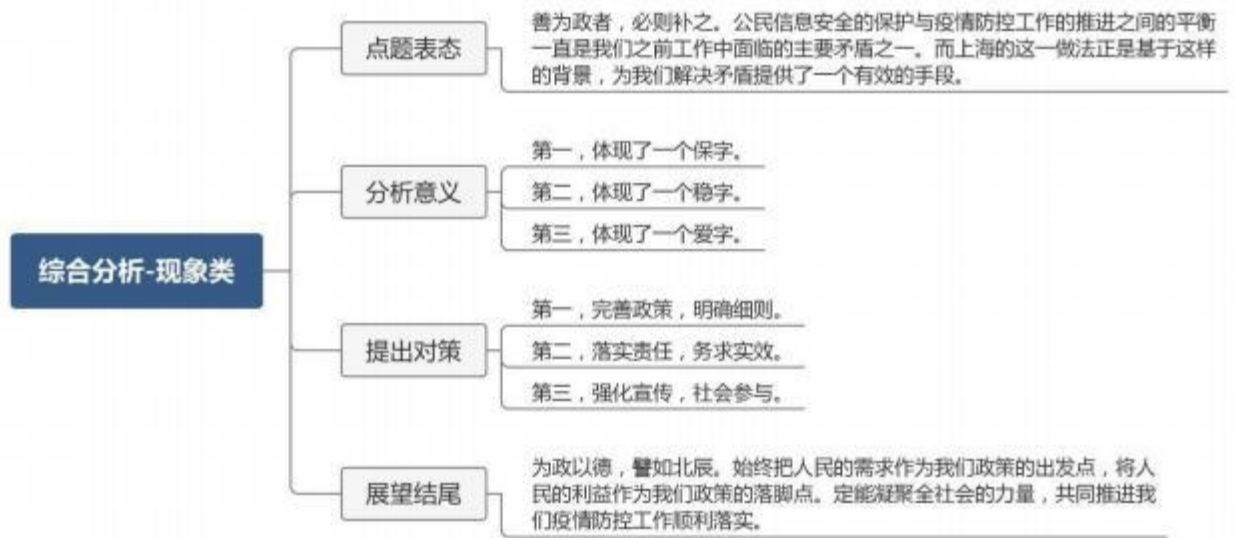 综合分析-现象类
点题表态
善为政者，必则补之。公民信息安全的保护与疫情防控工作的推进之间的平衡
一直是我们之前工作中面临的主要矛盾之一。而上海的这一做法正是基于这样
的背景，为我们解决矛盾提供了一个有效的手段。
分析意义
第一，体现了一个保字。
第二，体现了一个稳字。
第三，体现了一个爱字。
提出对策
第一，完善政策，明确细则。
第二，落实责任，务求实效。
第三，强化宣传，社会参与。
展望结尾
为政以德，譬如北辰。始终把人民的需求作为我们政策的出发点，将人
民的利益作为我们政策的落脚点。定能凝聚全社会的力量，共同推进我
们疫情防控工作顺利落实。